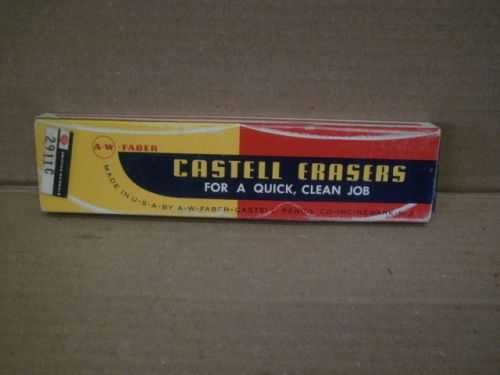 2911C
A·W·FABER
CASTELL ERASERS
FOR A QUICK, CLEAN JOB
MADE IN U·S·A·BY A·W·FABER-CASTELL PENCIL CO·INC·NEWARK·N·J